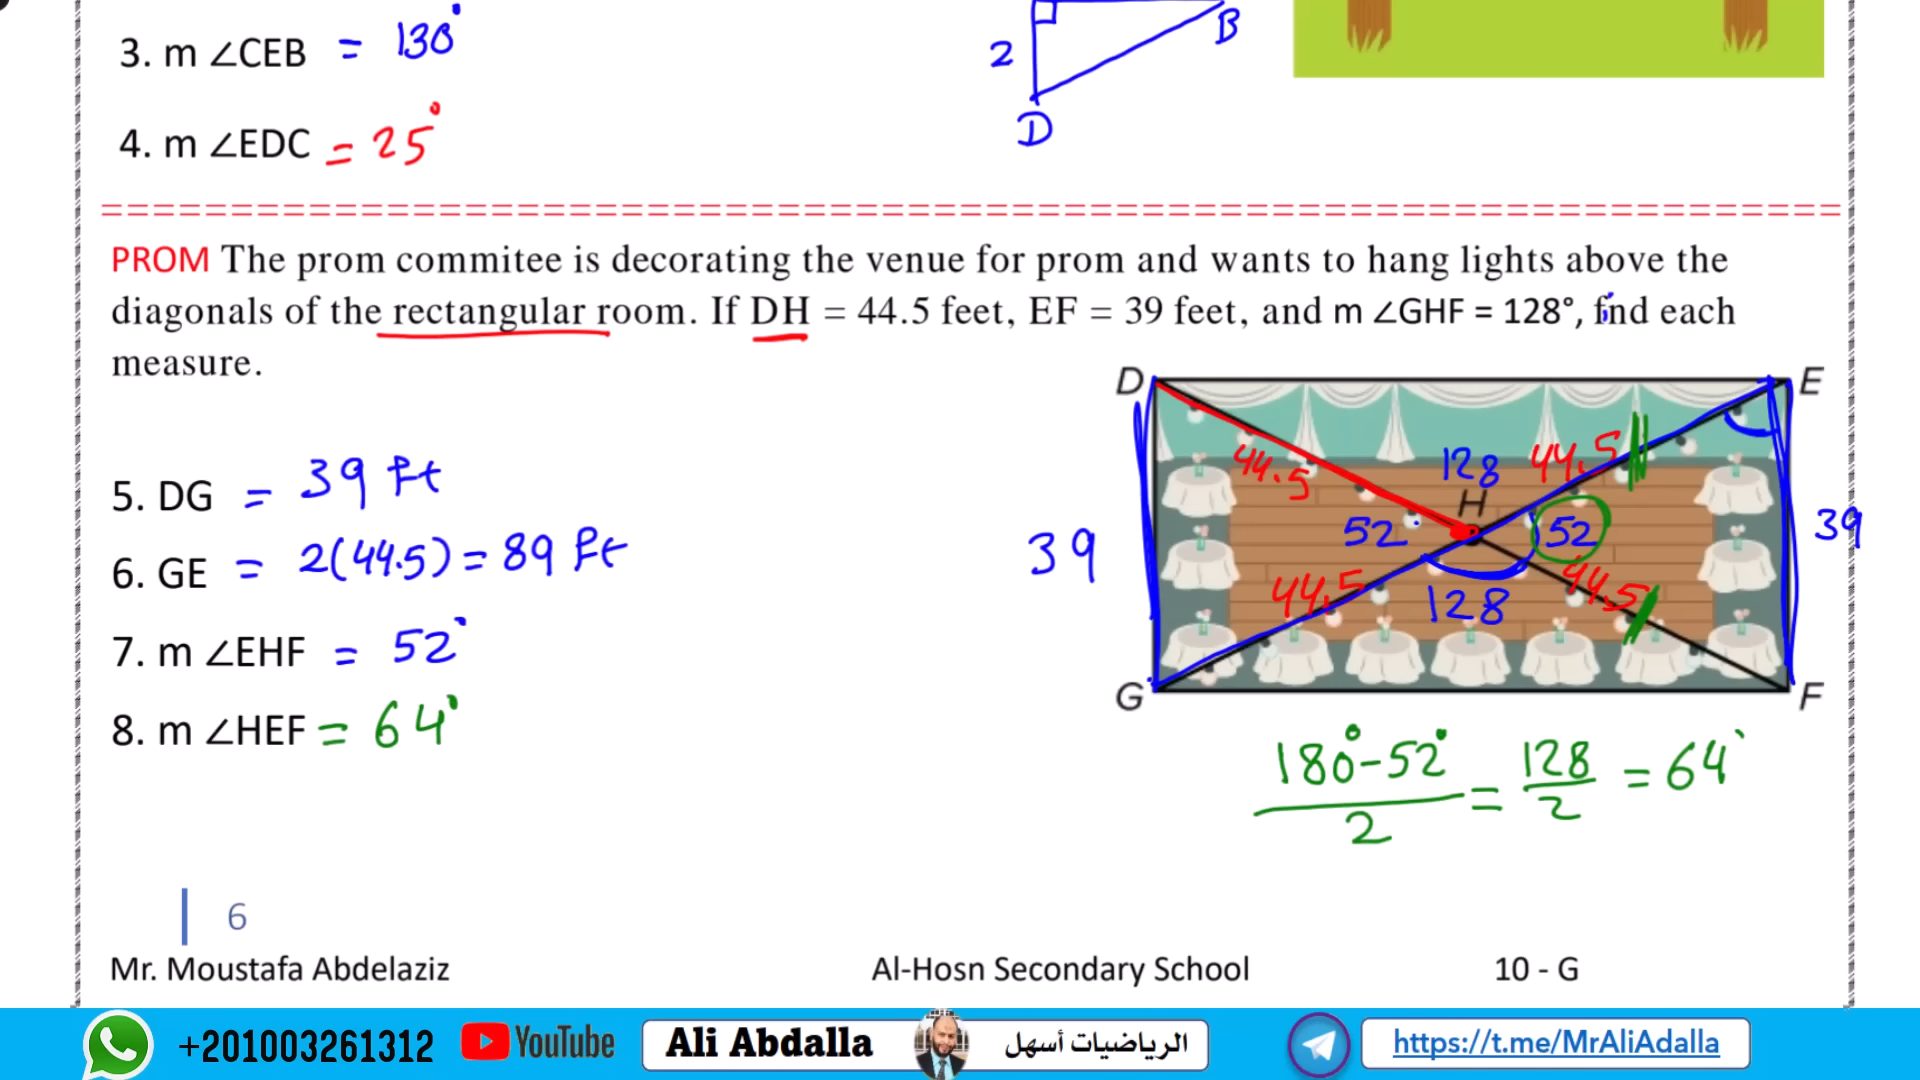 3. m ∠CEB = 130°
2
B
4. m ∠EDC = 25°
D
PROM The prom commitee is decorating the venue for prom and wants to hang lights above the
diagonals of the rectangular room. If DH = 44.5 feet, EF = 39 feet, and m ∠GHF = 128°, find each
measure.
D
E
44.5
128
44.5
H
5. DG = 39 ft
39
52
52
39
6. GE = 2(44.5) = 89 ft
44.5
128
44.5
7. m ∠EHF = 52°
G
F
8. m ∠HEF = 64°
180° - 52° / 2 = 128 / 2 = 64°
6
Mr. Moustafa Abdelaziz Al-Hosn Secondary School 10 - G
+201003261312 YouTube Ali Abdalla الرياضيات أسهل https://t.me/MrAliAdalla